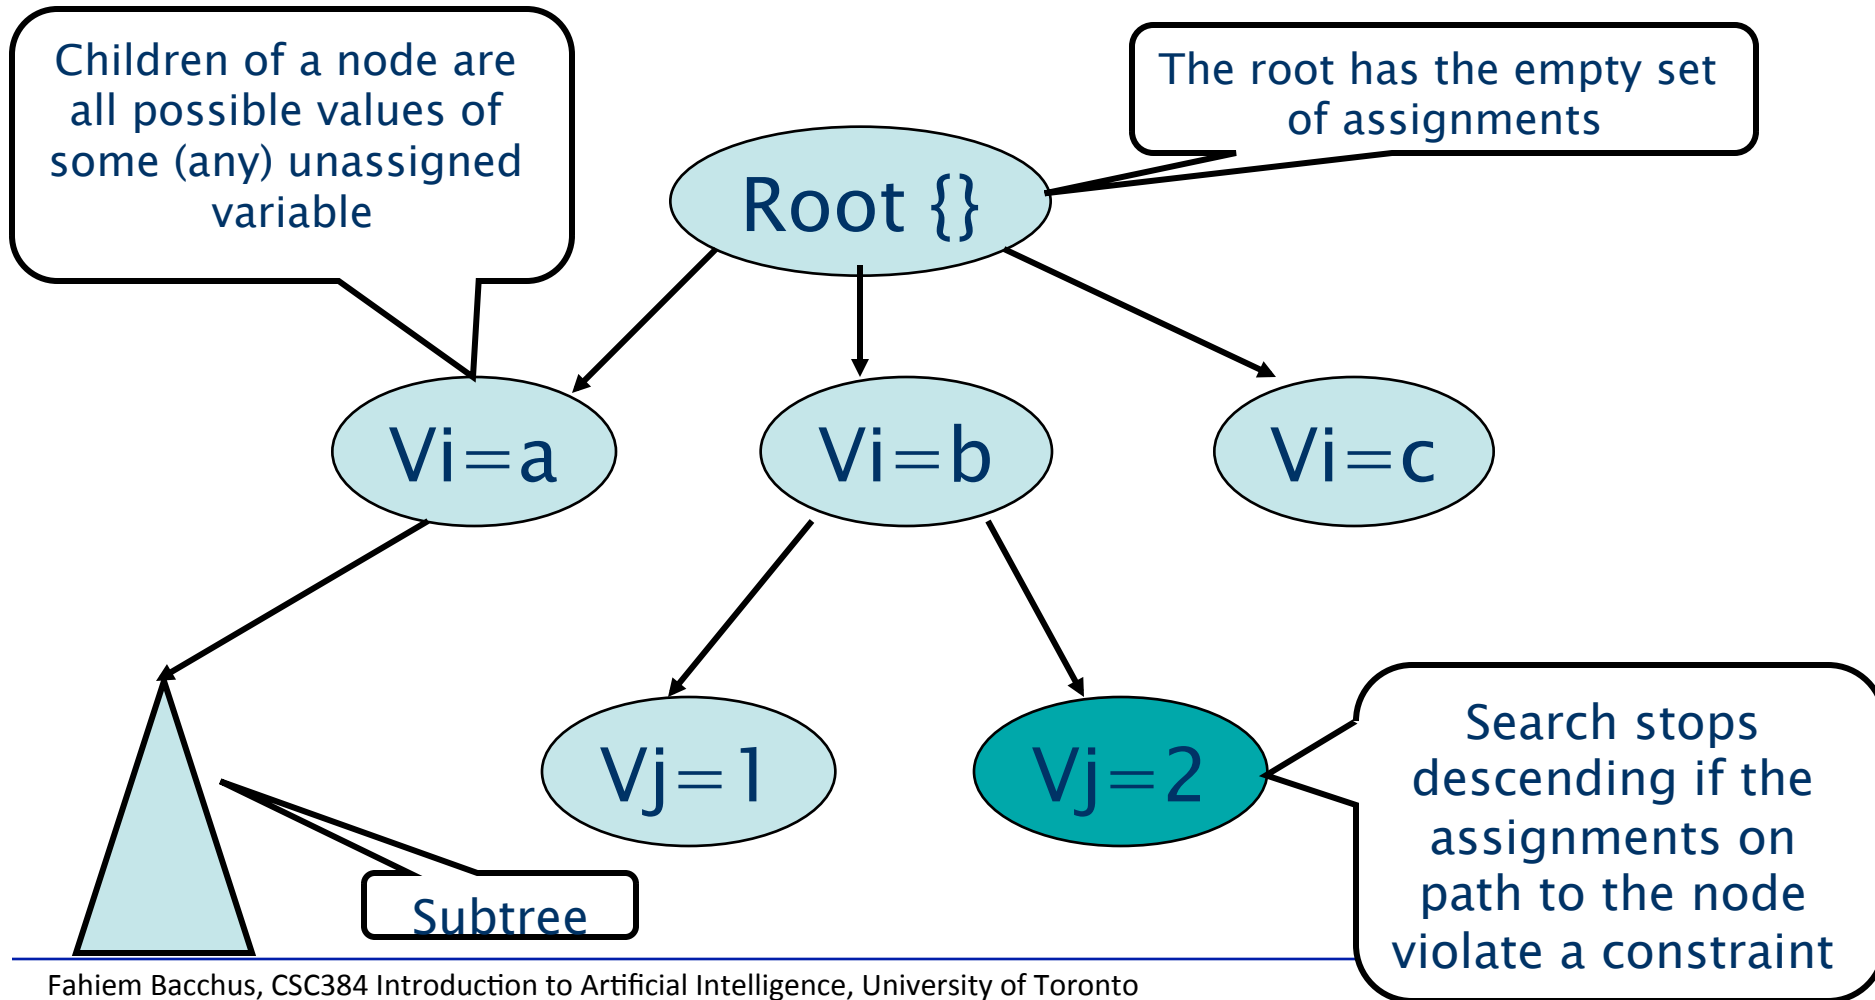 Children of a node are
all possible values of
some (any) unassigned
variable
The root has the empty set
of assignments
Root {}
Vi=a
Vi=b
Vi=c
Vj=1
Vj=2
Subtree
Search stops
descending if the
assignments on
path to the node
violate a constraint
Fahiem Bacchus, CSC384 Introduction to Artificial Intelligence, University of Toronto